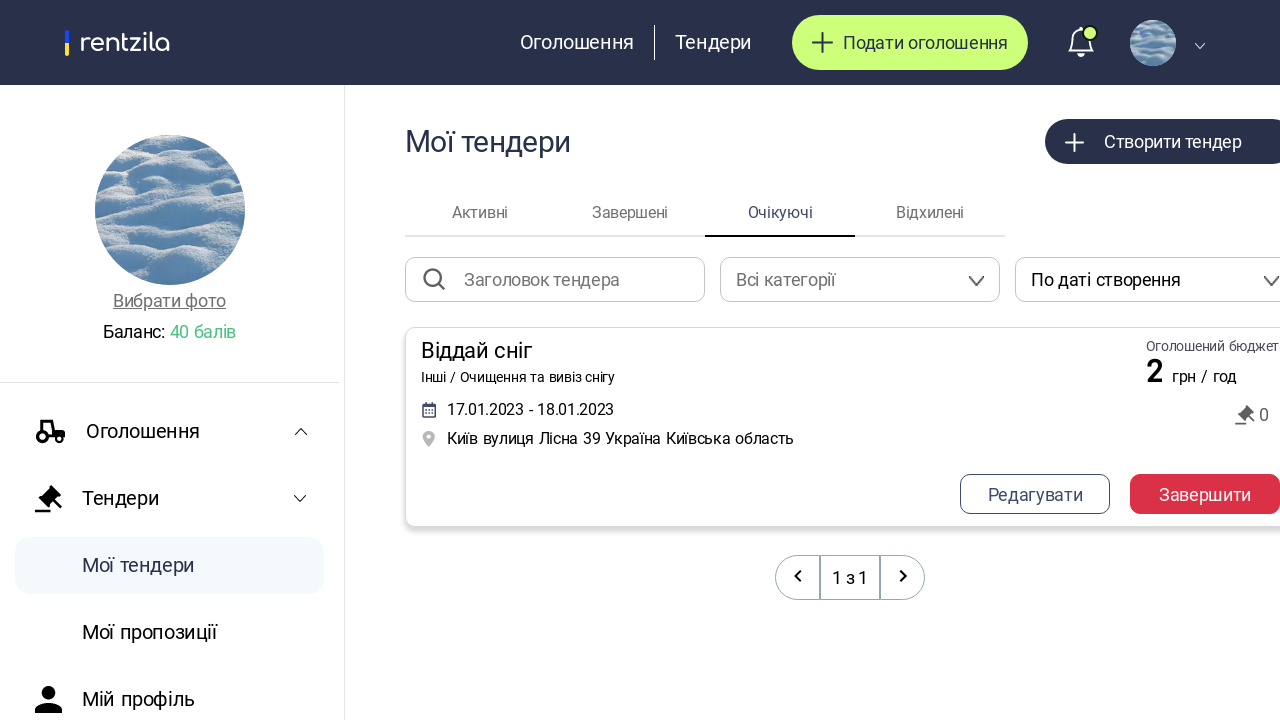 rentzila
Оголошення
Тендери
Подати оголошення
Вибрати фото
Баланс: 40 балів
Оголошення
Тендери
Мої тендери
Мої пропозиції
Мій профіль
Мої тендери
Створити тендер
Активні
Завершені
Очікуючі
Відхилені
Заголовок тендера
Всі категорії
По даті створення
Віддай сніг
Інші / Очищення та вивіз снігу
17.01.2023 - 18.01.2023
Київ вулиця Лісна 39 Україна Київська область
Оголошений бюджет
2 грн / год
0
Редагувати
Завершити
1 з 1